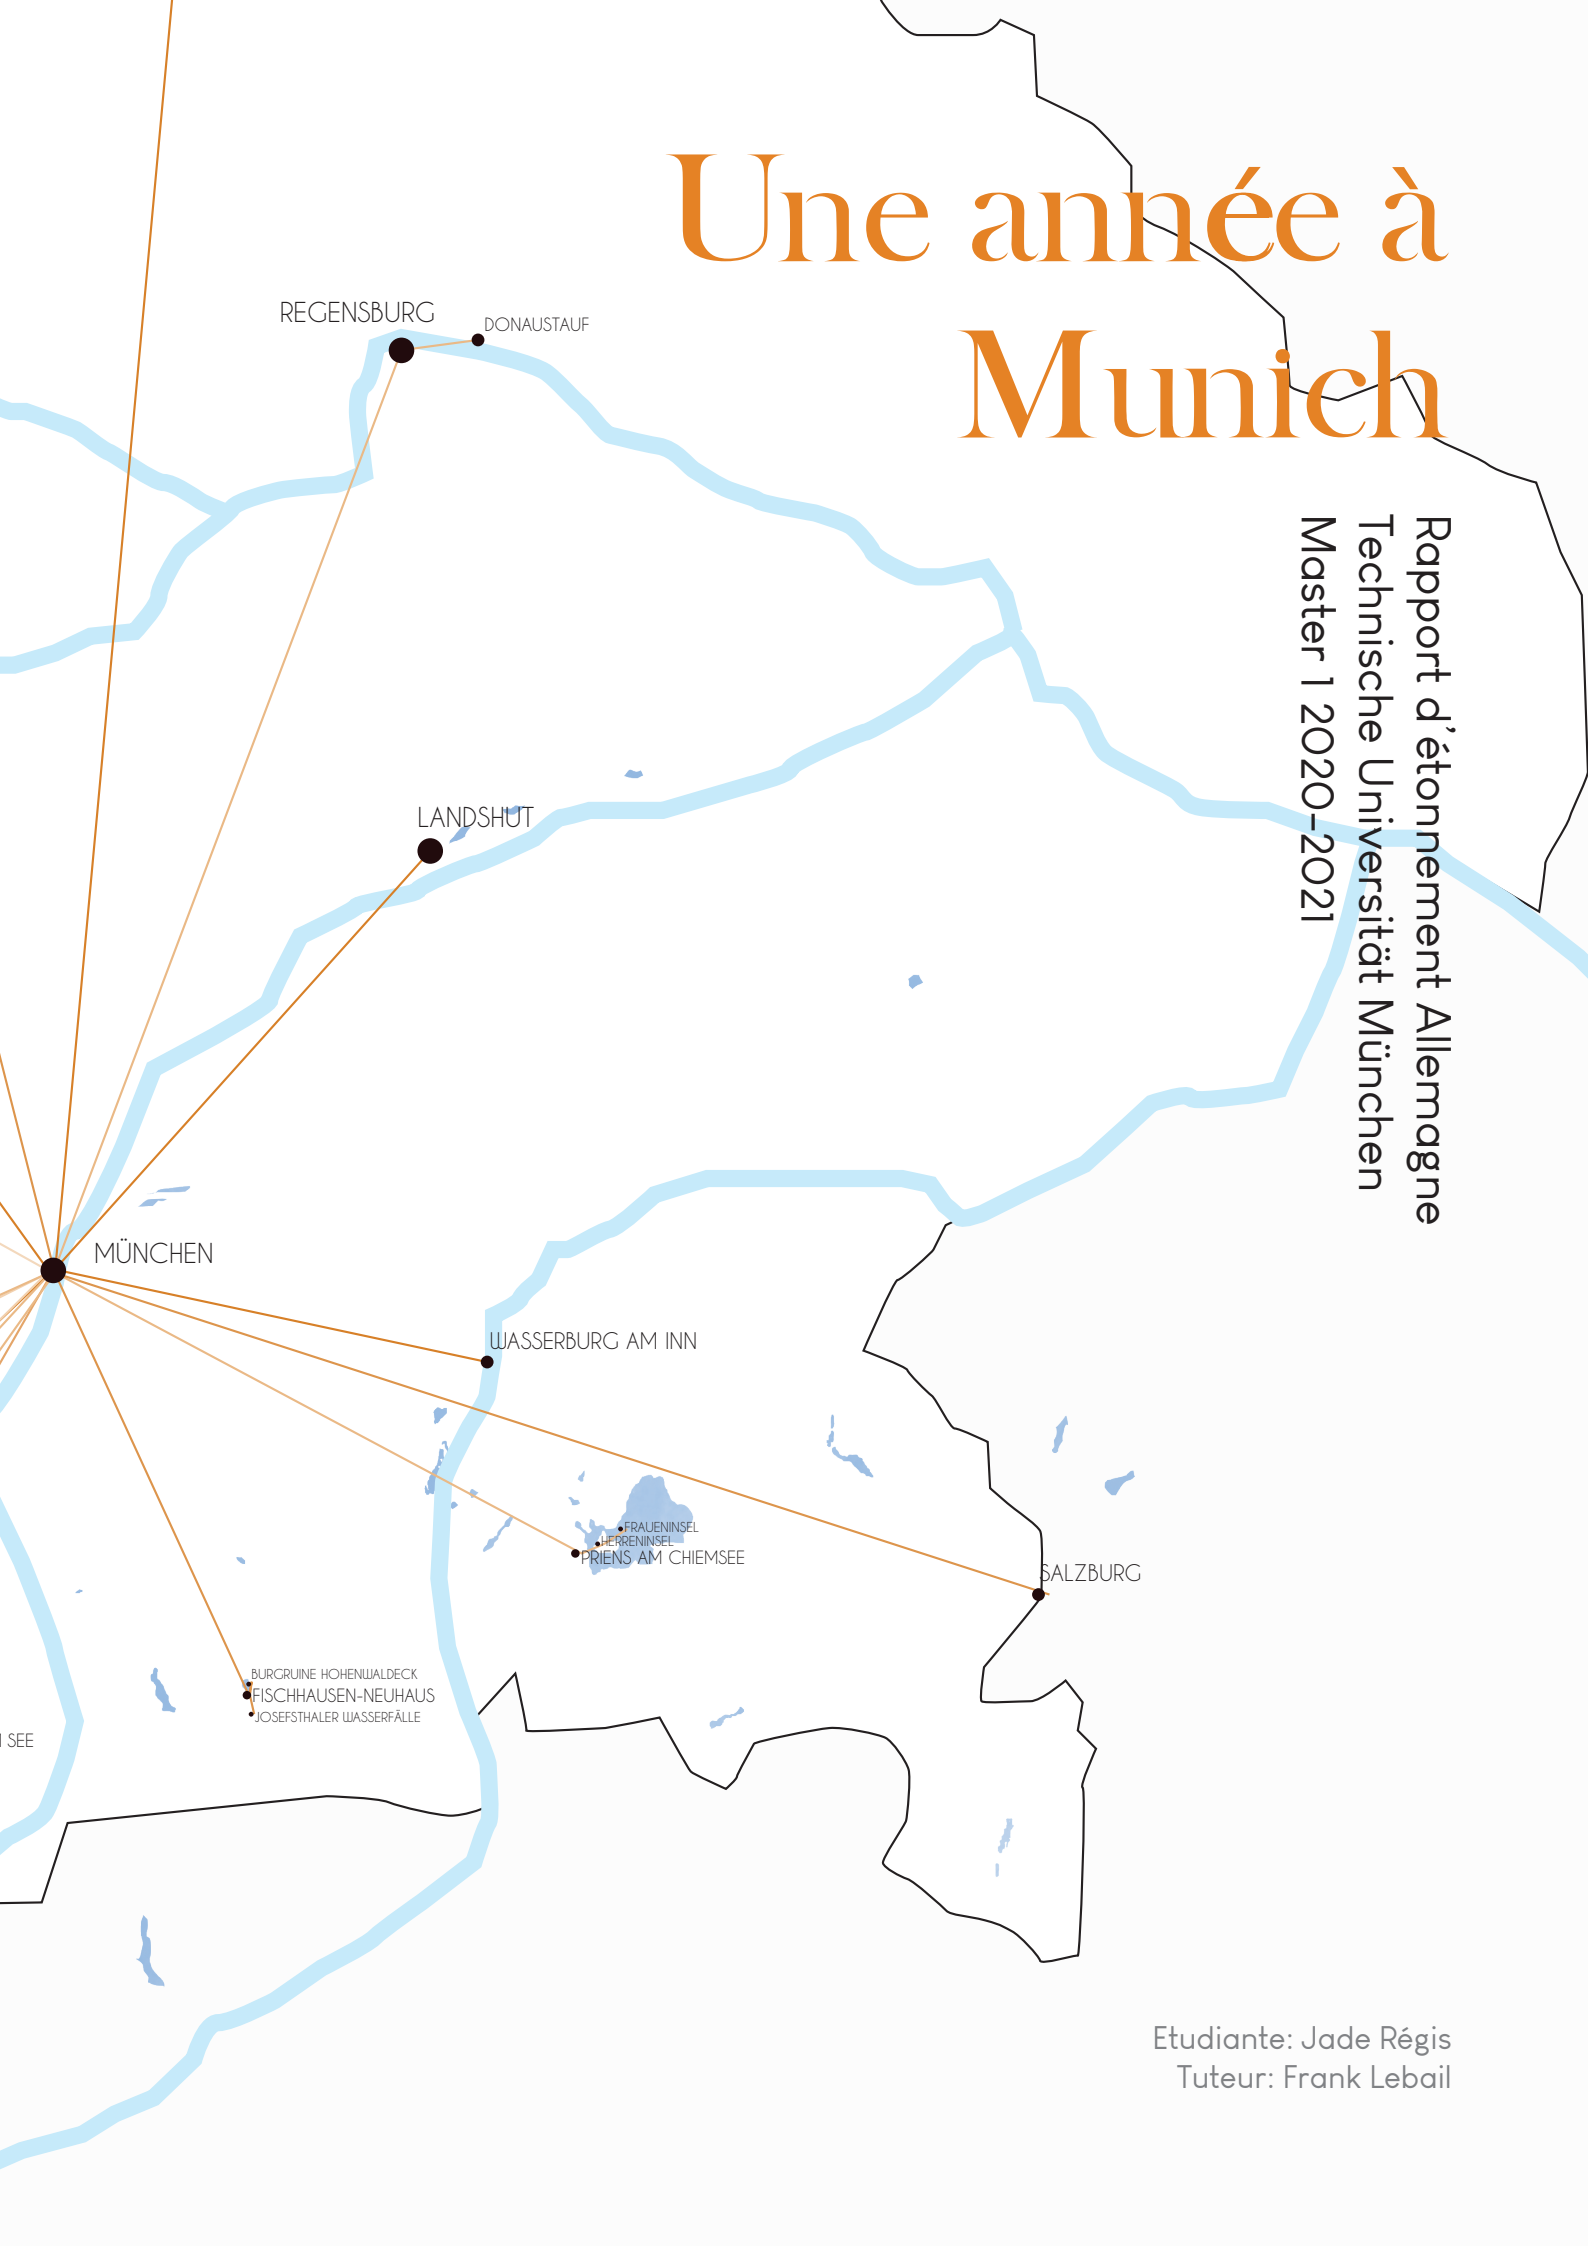 Une année à
Munich
Rapport d'étonnement Allemagne
Technische Universität München
Master 1 2020-2021
REGENSBURG
DONAUSTAUF
LANDSHUT
MÜNCHEN
WASSERBURG AM INN
FRAUENINSEL
HERRENINSEL
PRIENS AM CHIEMSEE
SALZBURG
BURGRUINE HOHENWALDECK
FISCHHAUSEN-NEUHAUS
JOSEFSTHALER WASSERFÄLLE
SEE
Etudiante: Jade Régis
Tuteur: Frank Lebail